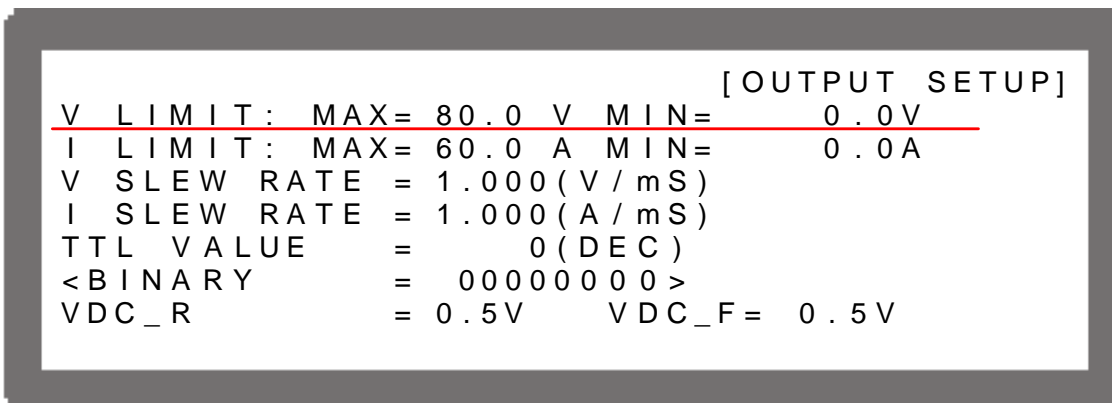 [OUTPUT SETUP]
V LIMIT: MAX= 80.0 V MIN= 0.0V
I LIMIT: MAX= 60.0 A MIN= 0.0A
V SLEW RATE = 1.000(V/mS)
I SLEW RATE = 1.000(A/mS)
TTL VALUE = 0(DEC)
<BINARY = 00000000>
VDC_R = 0.5V VDC_F= 0.5V